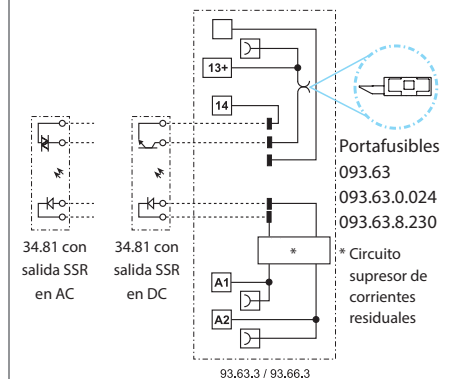 13+
14
Portafusibles
093.63
093.63.0.024
093.63.8.230
34.81 con
salida SSR
en AC
34.81 con
salida SSR
en DC
*
* Circuito
supresor de
corrientes
residuales
A1
A2
93.63.3 / 93.66.3